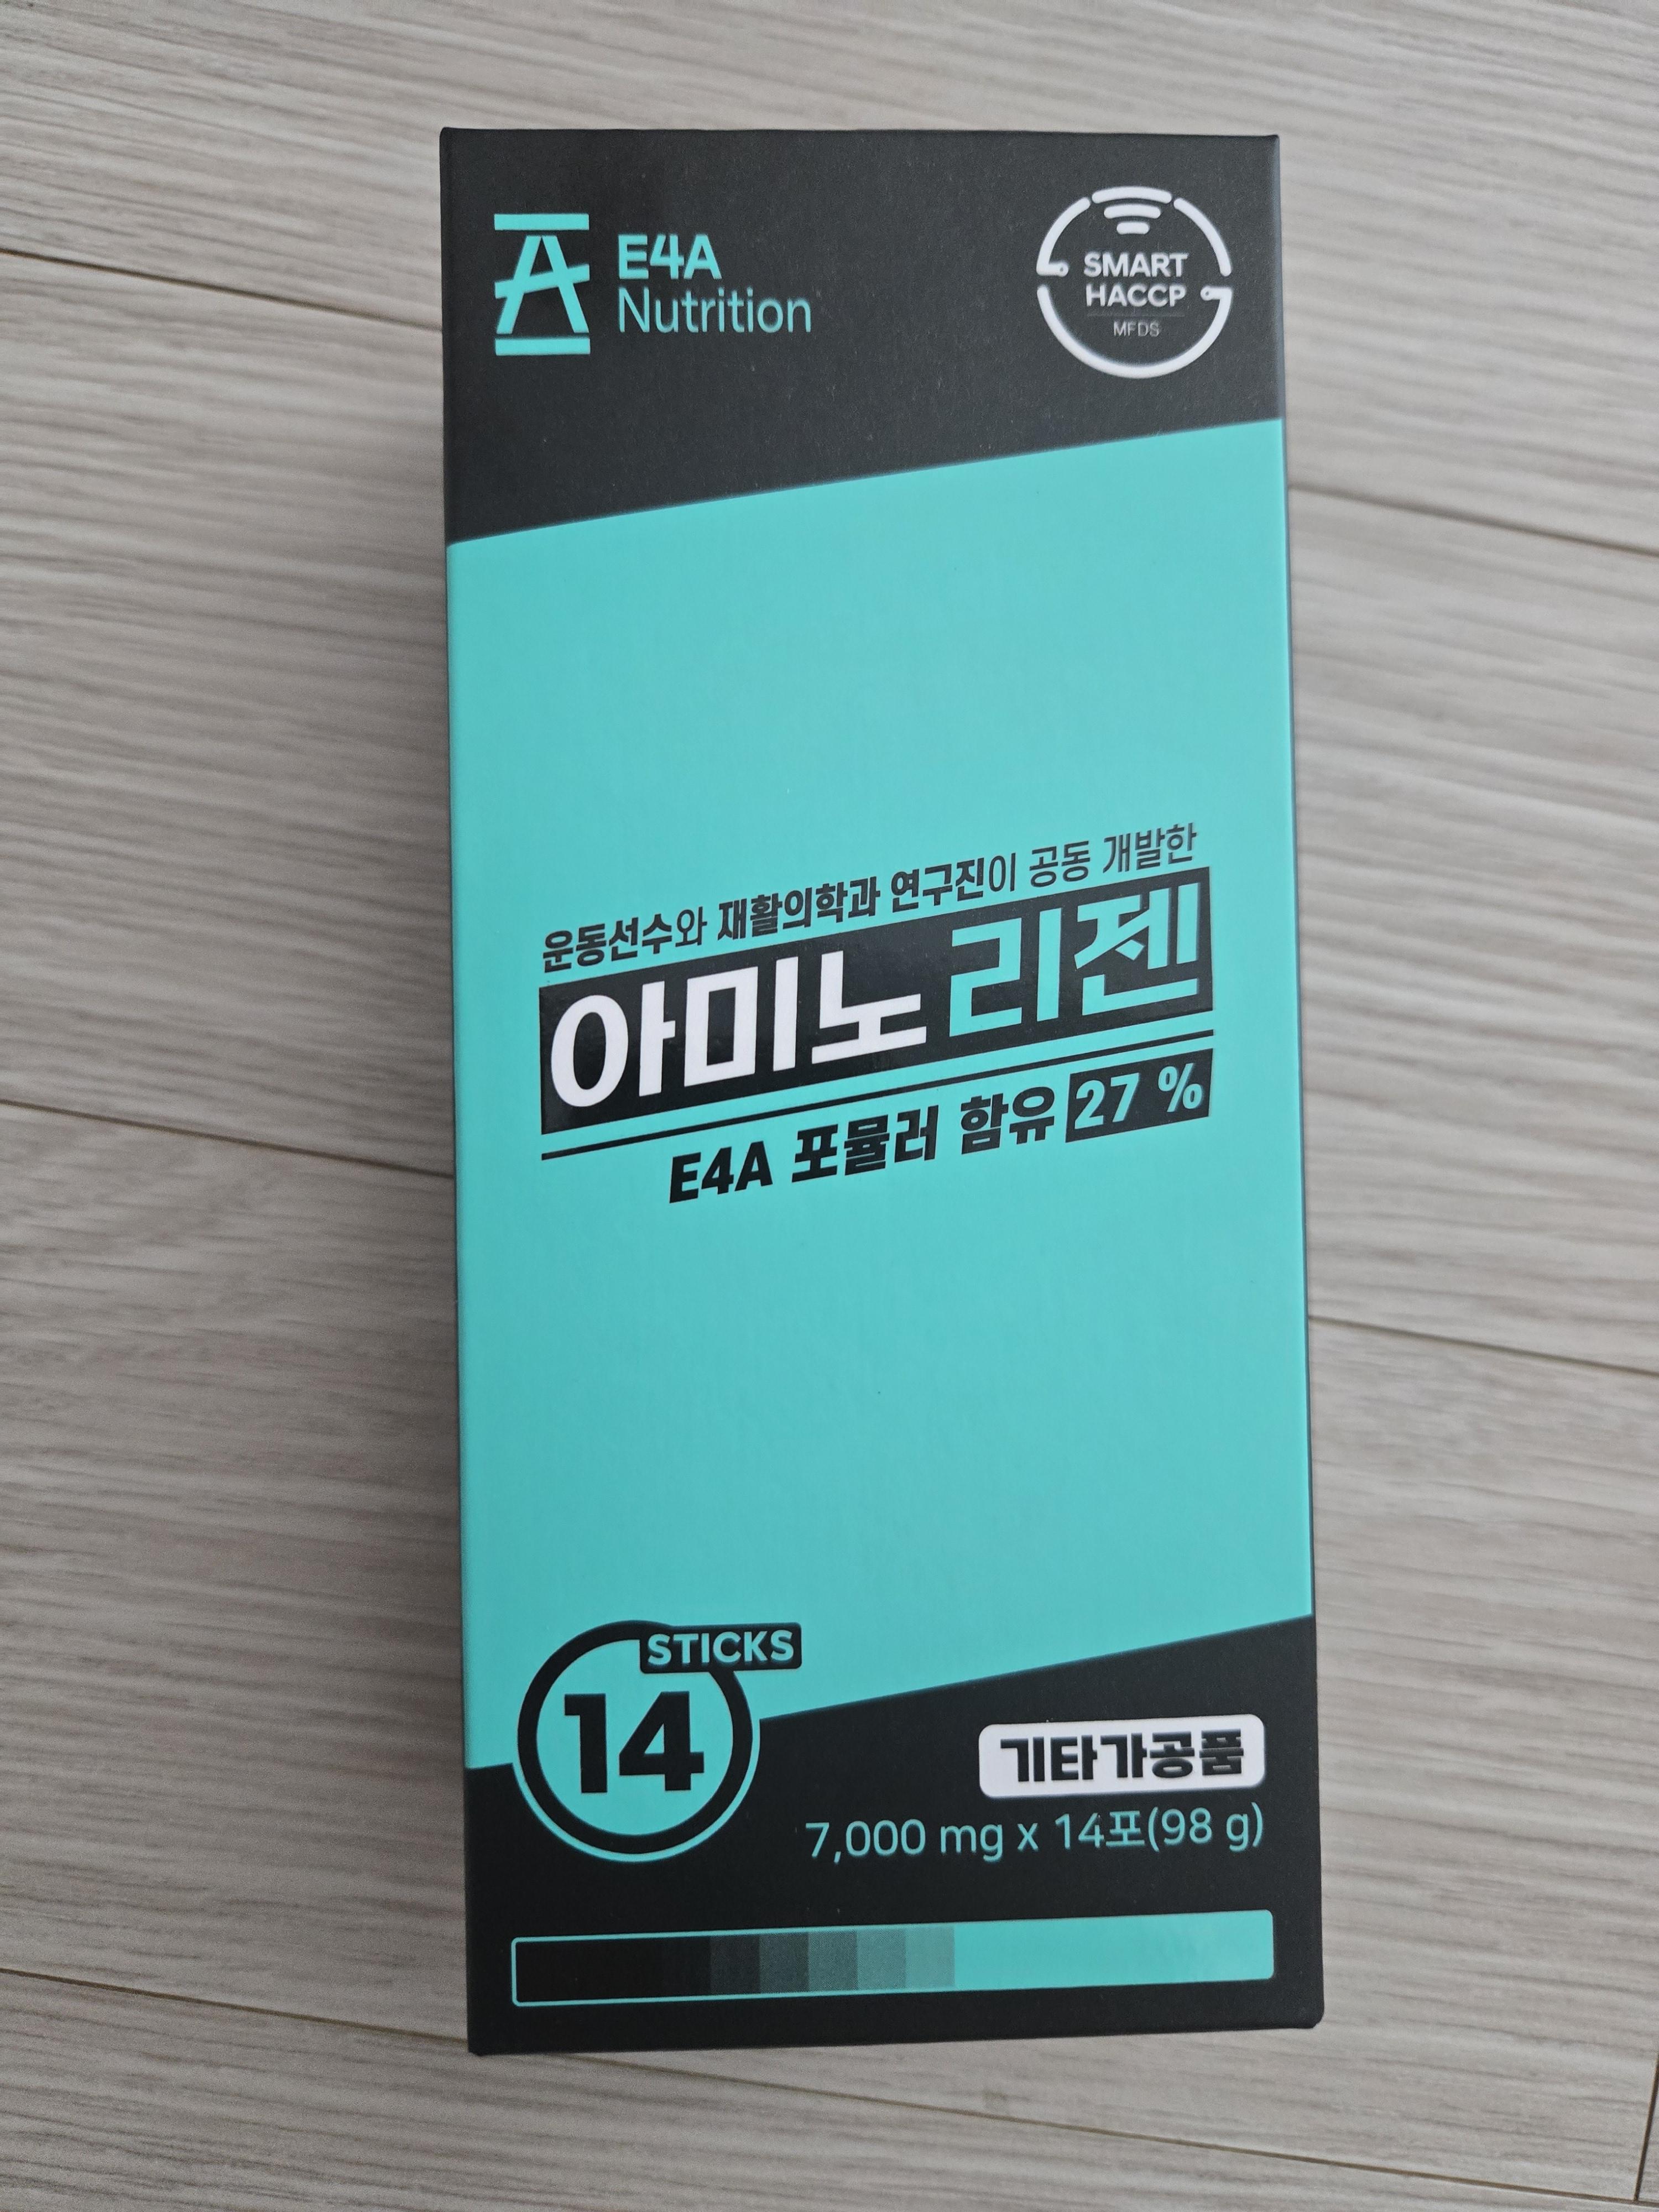 E4A
Nutrition
SMART
HACCP
MFDS
운동선수와 재활의학과 연구진이 공동 개발한
아미노리젠
E4A 포뮬러 함유 27 %
STICKS
14
기타가공품
7,000 mg x 14포(98 g)